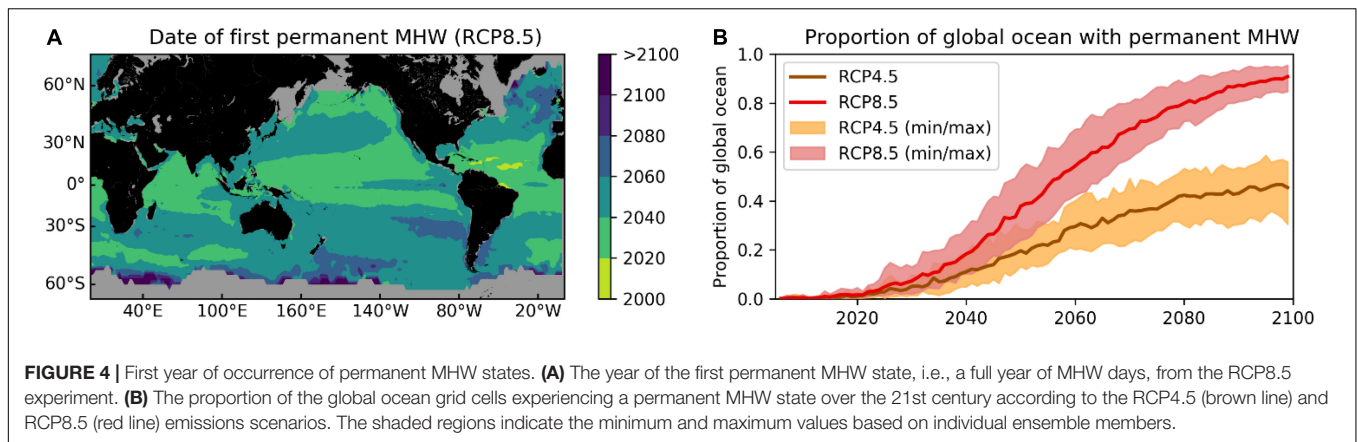 A
Date of first permanent MHW (RCP8.5)
60°N
30°N
0°
30°S
60°S
40°E 100°E 160°E 140°W 80°W 20°W
>2100
2100
2080
2060
2040
2020
2000
B
Proportion of global ocean with permanent MHW
Proportion of global ocean
1.0
0.8
0.6
0.4
0.2
0.0
RCP4.5
RCP8.5
RCP4.5 (min/max)
RCP8.5 (min/max)
2020 2040 2060 2080 2100
FIGURE 4 | First year of occurrence of permanent MHW states. (A) The year of the first permanent MHW state, i.e., a full year of MHW days, from the RCP8.5
experiment. (B) The proportion of the global ocean grid cells experiencing a permanent MHW state over the 21st century according to the RCP4.5 (brown line) and
RCP8.5 (red line) emissions scenarios. The shaded regions indicate the minimum and maximum values based on individual ensemble members.